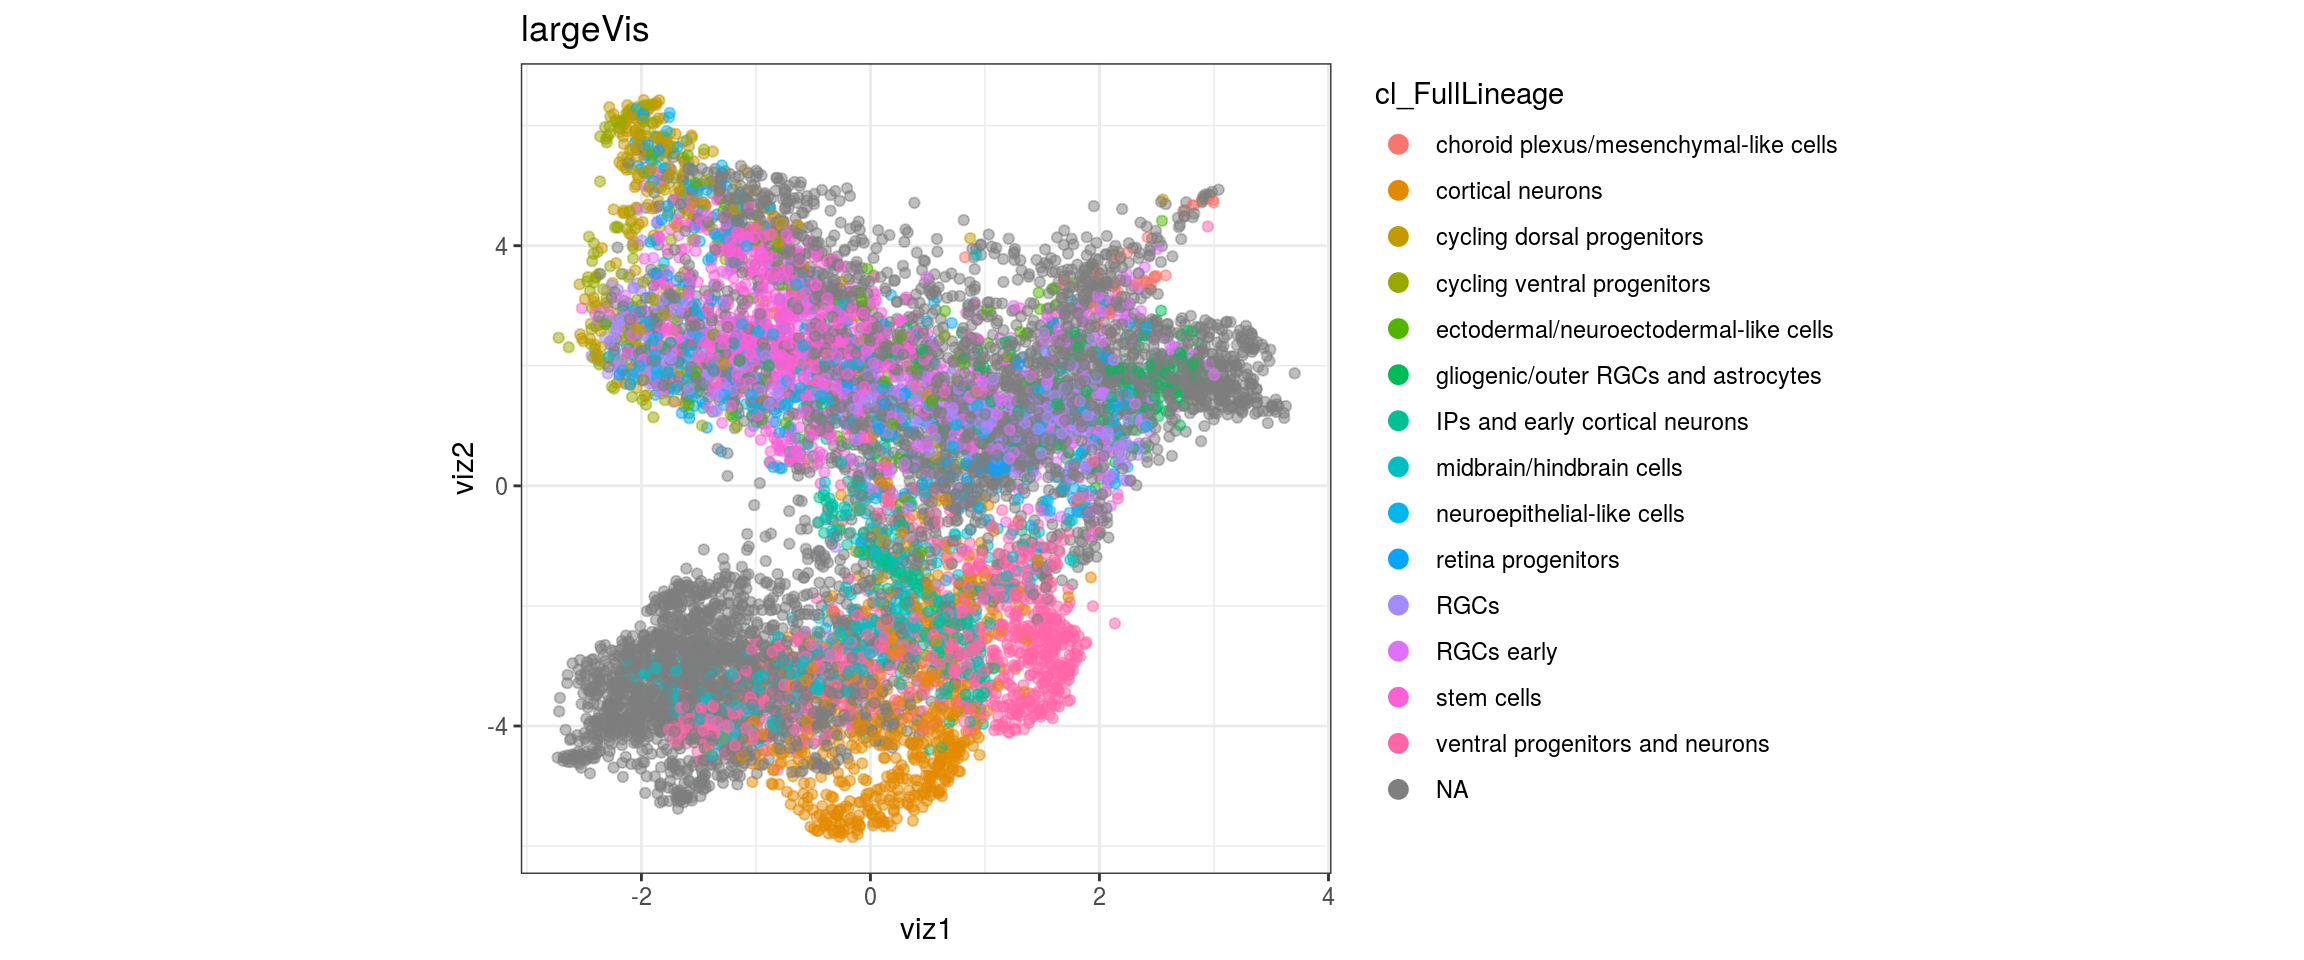 largeVis
cl_FullLineage
choroid plexus/mesenchymal-like cells
cortical neurons
cycling dorsal progenitors
cycling ventral progenitors
ectodermal/neuroectodermal-like cells
gliogenic/outer RGCs and astrocytes
IPs and early cortical neurons
midbrain/hindbrain cells
neuroepithelial-like cells
retina progenitors
RGCs
RGCs early
stem cells
ventral progenitors and neurons
NA
viz2
4
0
-4
-2
0
2
4
viz1